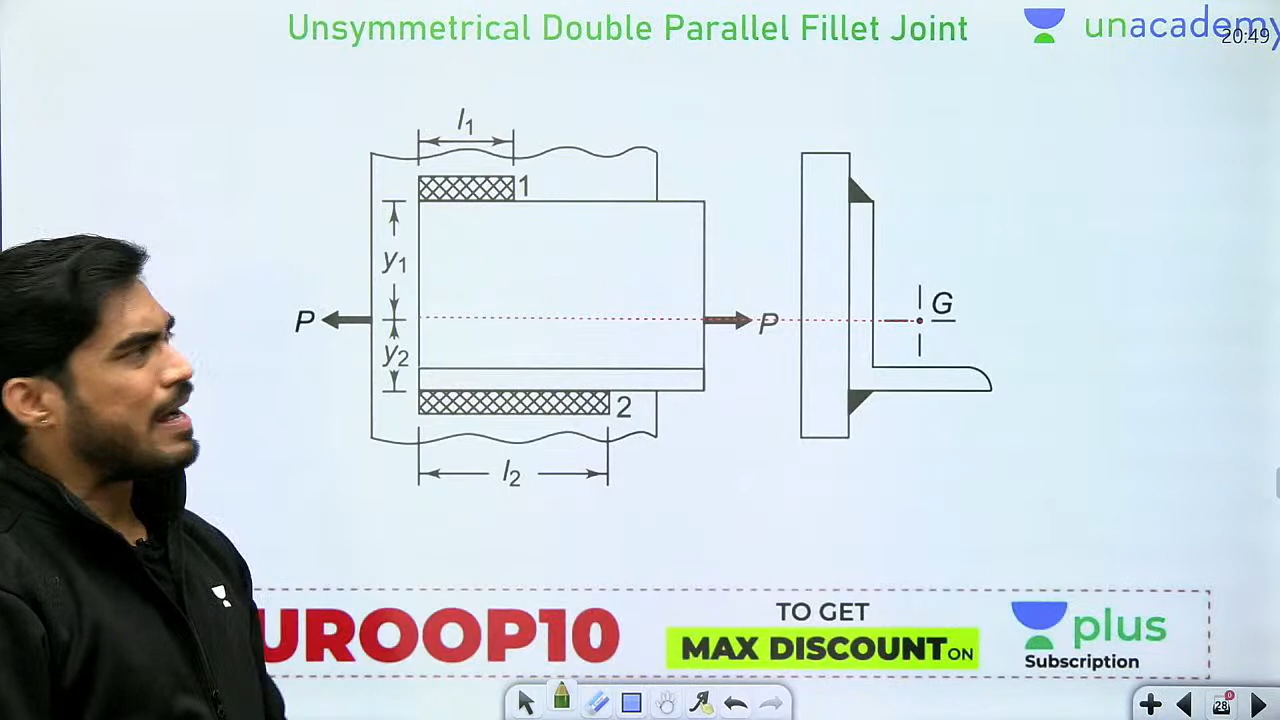 Unsymmetrical Double Parallel Fillet Joint
unacademy
20:49
l1
1
y1
P
P
G
y2
2
l2
UROOP10
TO GET
MAX DISCOUNT ON
plus
Subscription
28
0